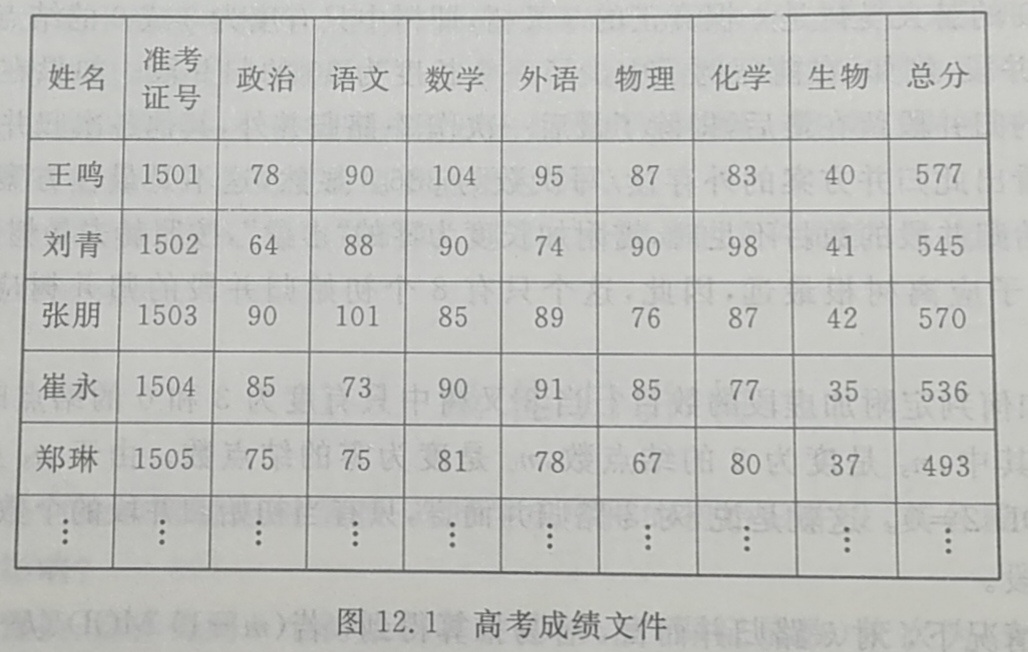 姓名 准考证号 政治 语文 数学 外语 物理 化学 生物 总分
王鸣 1501 78 90 104 95 87 83 40 577
刘青 1502 64 88 90 74 90 98 41 545
张朋 1503 90 101 85 89 76 87 42 570
崔永 1504 85 73 90 91 85 77 35 536
郑琳 1505 75 75 81 78 67 80 37 493
⋮ ⋮ ⋮ ⋮ ⋮ ⋮ ⋮ ⋮ ⋮ ⋮
图 12.1 高考成绩文件